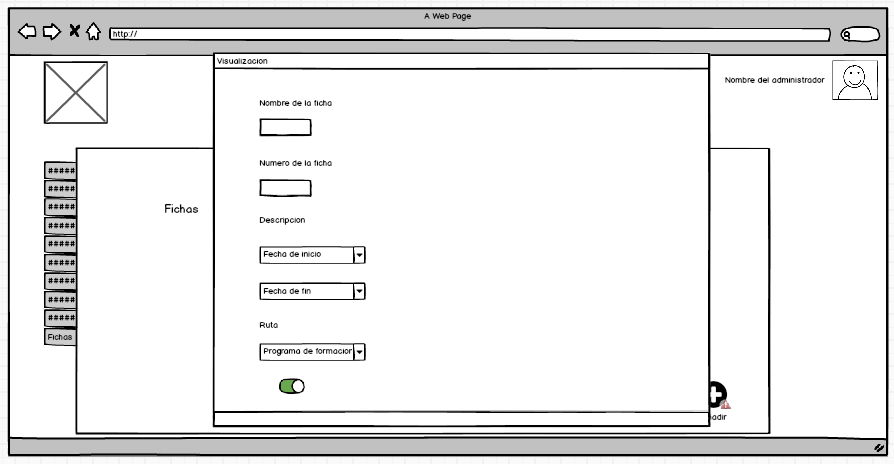 A Web Page
http://
Visualizacion
Nombre del administrador
Nombre de la ficha
Numero de la ficha
Descripcion
Fecha de inicio
Fecha de fin
Ruta
Programa de formacion
Fichas
#####
#####
#####
#####
#####
#####
#####
#####
#####
Fichas
adir